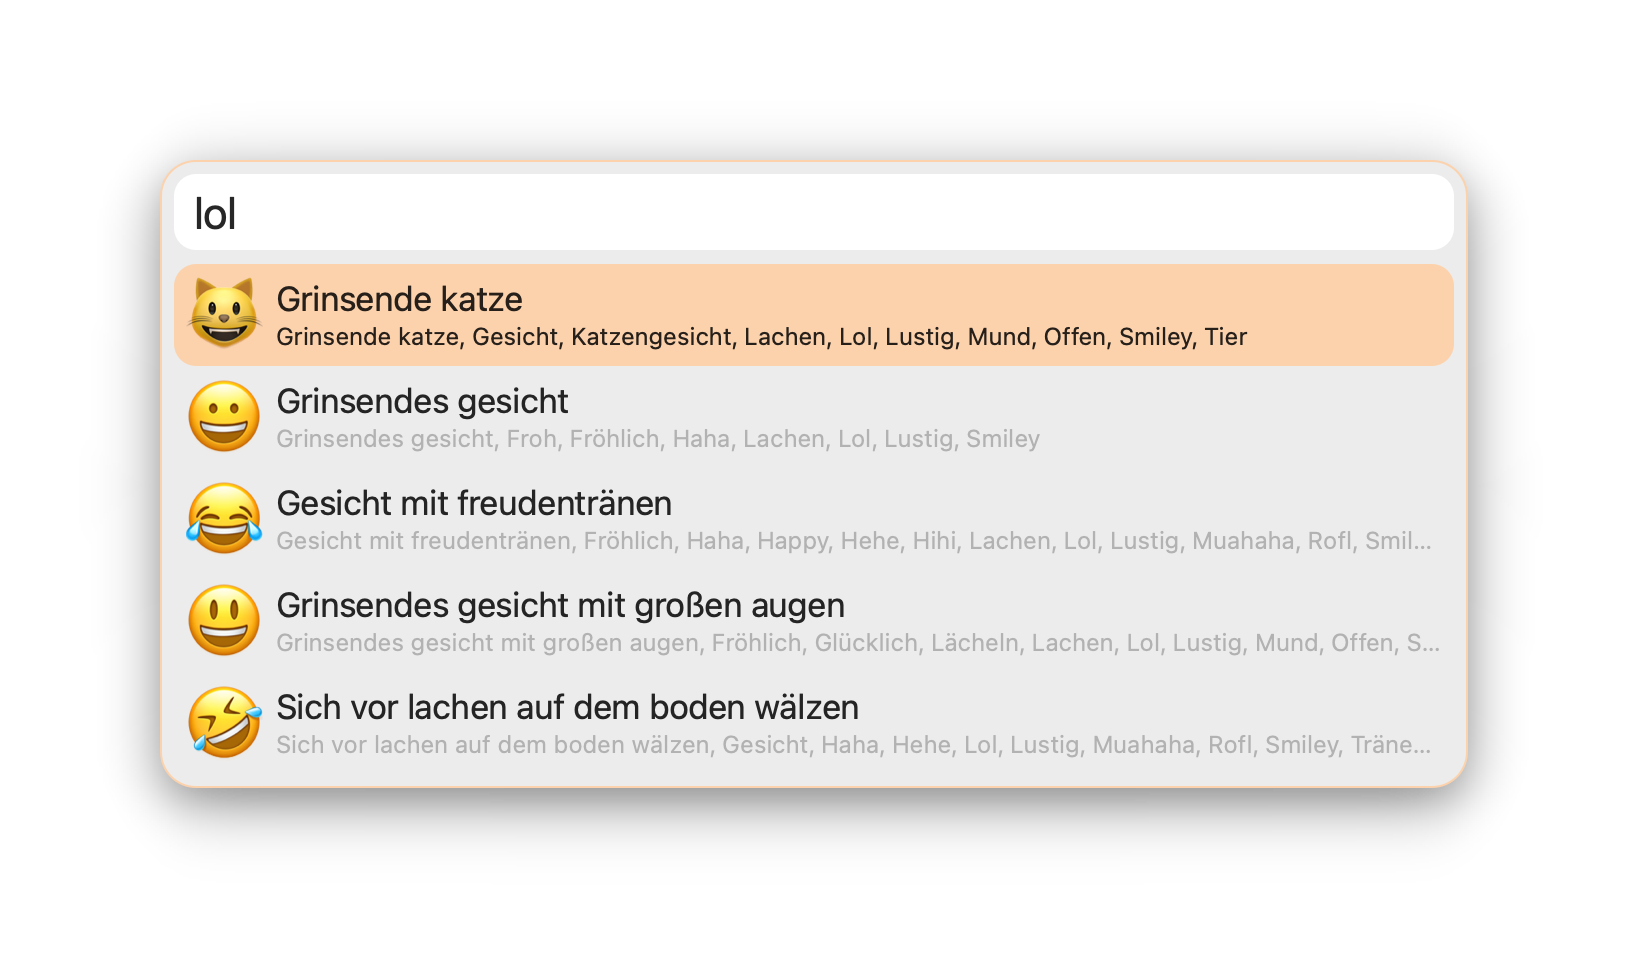 lol
Grinsende katze
Grinsende katze, Gesicht, Katzengesicht, Lachen, Lol, Lustig, Mund, Offen, Smiley, Tier
Grinsendes gesicht
Grinsendes gesicht, Froh, Fröhlich, Haha, Lachen, Lol, Lustig, Smiley
Gesicht mit freudentränen
Gesicht mit freudentränen, Fröhlich, Haha, Happy, Hehe, Hihi, Lachen, Lol, Lustig, Muahaha, Rofl, Smil...
Grinsendes gesicht mit großen augen
Grinsendes gesicht mit großen augen, Fröhlich, Glücklich, Lächeln, Lachen, Lol, Lustig, Mund, Offen, S...
Sich vor lachen auf dem boden wälzen
Sich vor lachen auf dem boden wälzen, Gesicht, Haha, Hehe, Lol, Lustig, Muahaha, Rofl, Smiley, Träne...